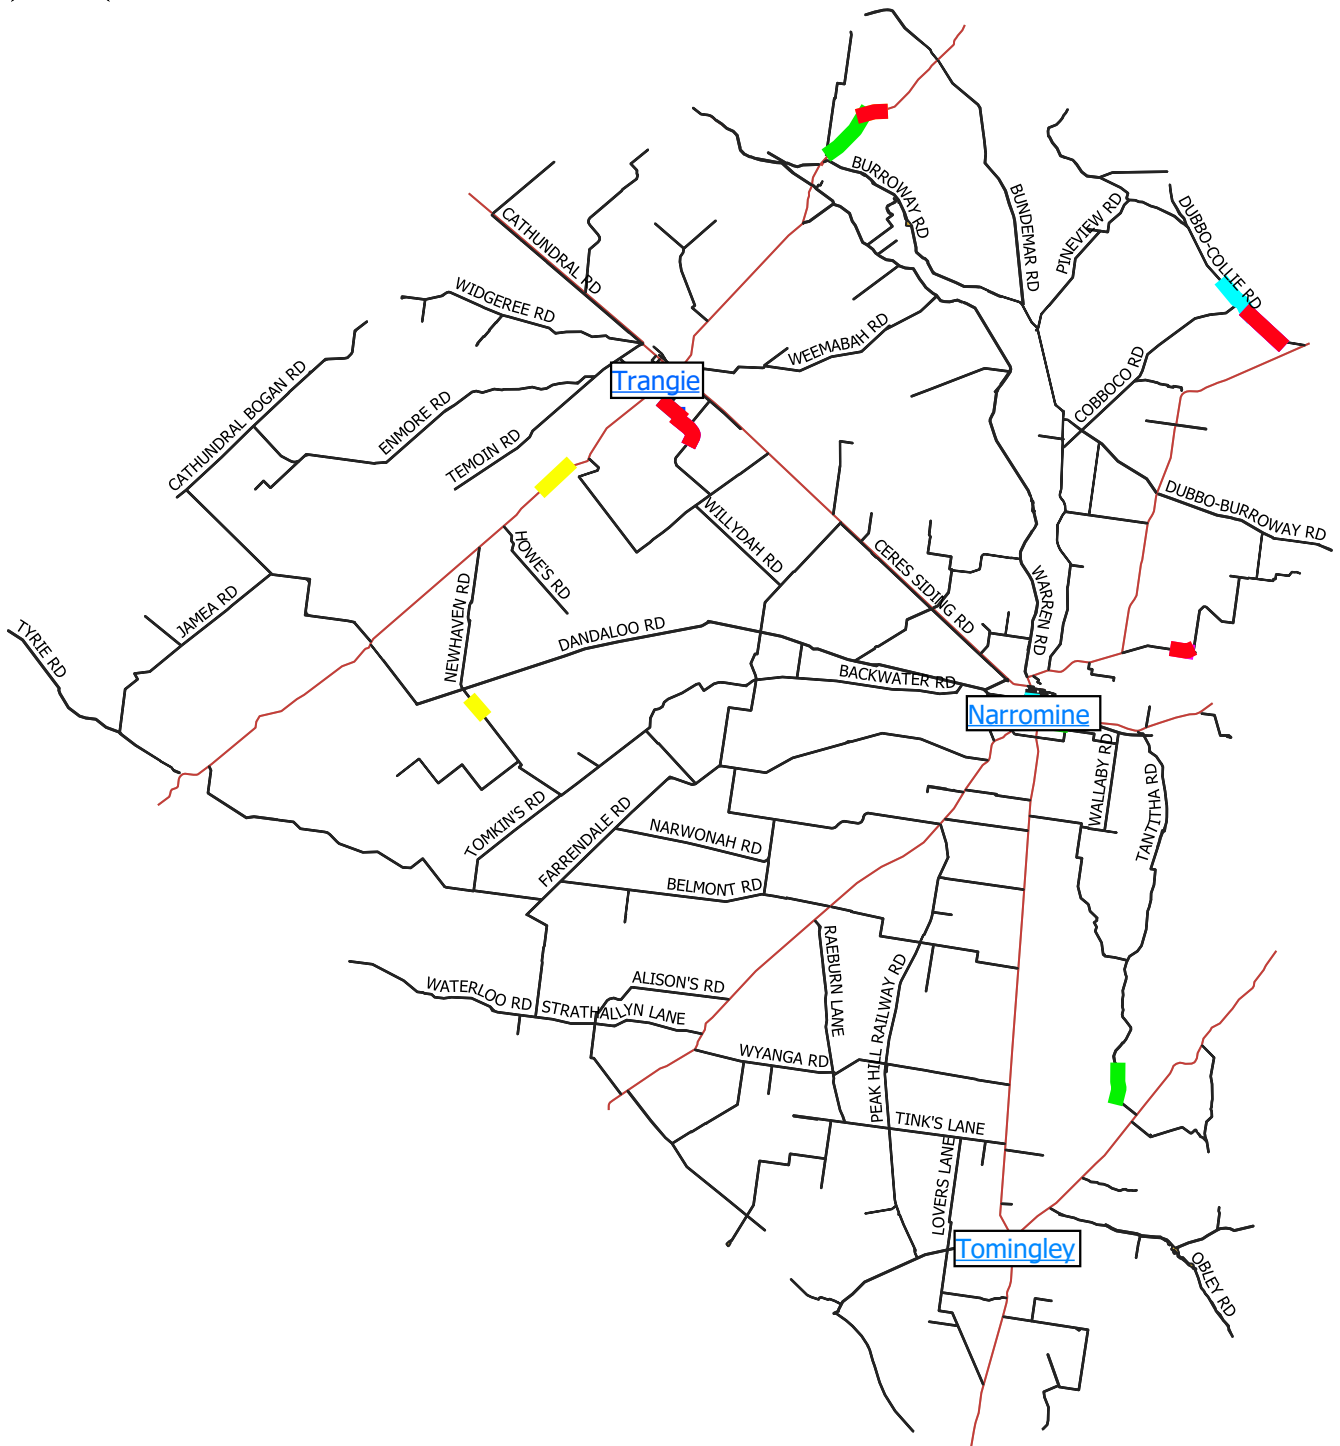 BURROWAY RD
BUNDEMAR RD
PINEVIEW RD
DUBBO-COLLIE RD
CATHUNDRAL RD
WIDGEREE RD
WEEMABAH RD
COBBOCO RD
Trangie
CATHUNDRAL BOGAN RD
ENMORE RD
TEMOIN RD
WILLYDAH RD
DUBBO-BURROWAY RD
HOWE'S RD
CERES SIDING RD
WARREN RD
NEWHAVEN RD
JAMEA RD
TYRIE RD
DANDALOO RD
BACKWATER RD
Narromine
WALLABY RD
TANTITHA RD
TOMKIN'S RD
FARRENDALE RD
NARWONAH RD
BELMONT RD
RAEBURN LANE
PEAK HILL RAILWAY RD
ALISON'S RD
WATERLOO RD
STRATHALLYN LANE
WYANGA RD
TINK'S LANE
LOVERS LANE
Tomingley
OBLEY RD